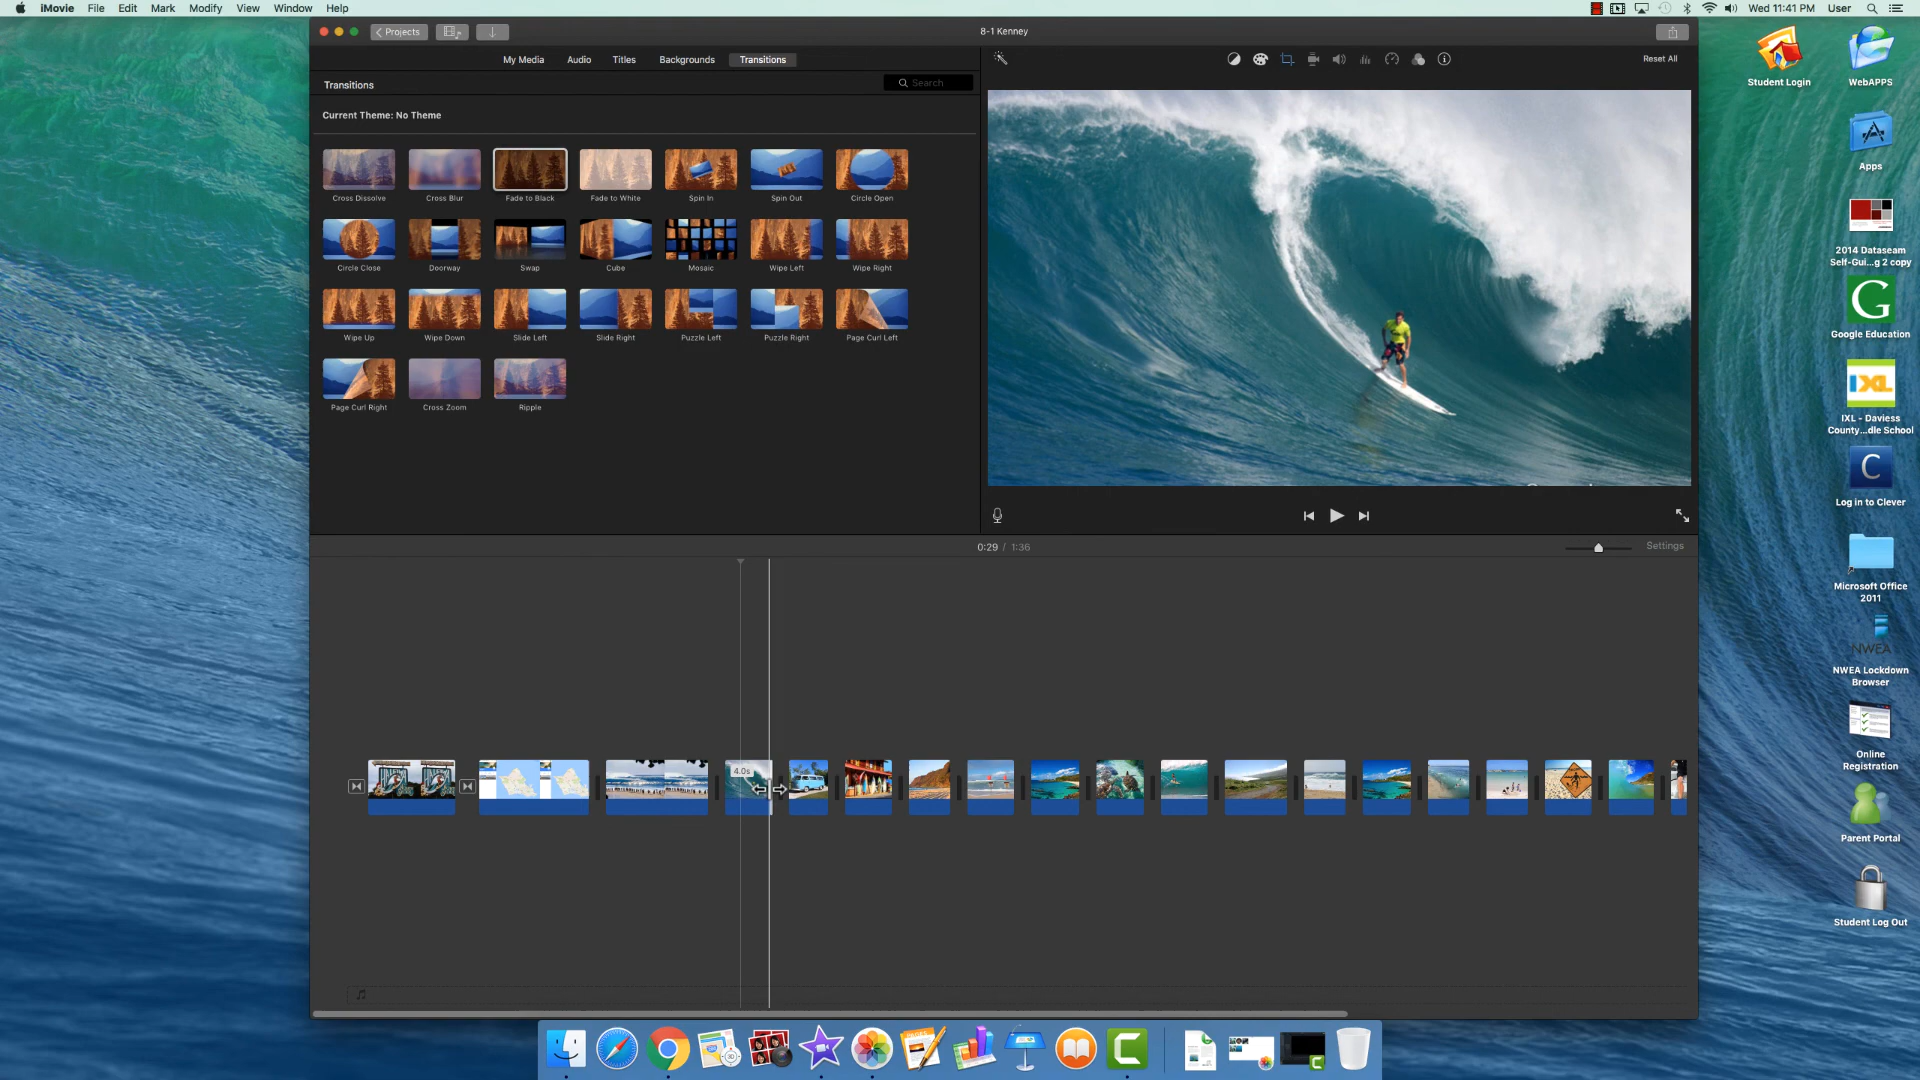 iMovie File Edit Mark Modify View Window Help
Wed 11:41 PM User
Projects
8-1 Kenney
My Media Audio Titles Backgrounds Transitions
Reset All
Transitions
Search
Current Theme: No Theme
Cross Dissolve Cross Blur Fade to Black Fade to White Spin In Spin Out Circle Open
Circle Close Doorway Swap Cube Mosaic Wipe Left Wipe Right
Wipe Up Wipe Down Slide Left Slide Right Puzzle Left Puzzle Right Page Curl Left
Page Curl Right Cross Zoom Ripple
0:29 / 1:36
Settings
4.0s
Student Login
WebAPPS
Apps
2014 Dataseam
Self-Gui...g 2 copy
G
Google Education
IXL
IXL - Daviess
County...dle School
C
Log in to Clever
Microsoft Office
2011
NWEA
NWEA Lockdown
Browser
Online
Registration
Parent Portal
Student Log Out
PAGES